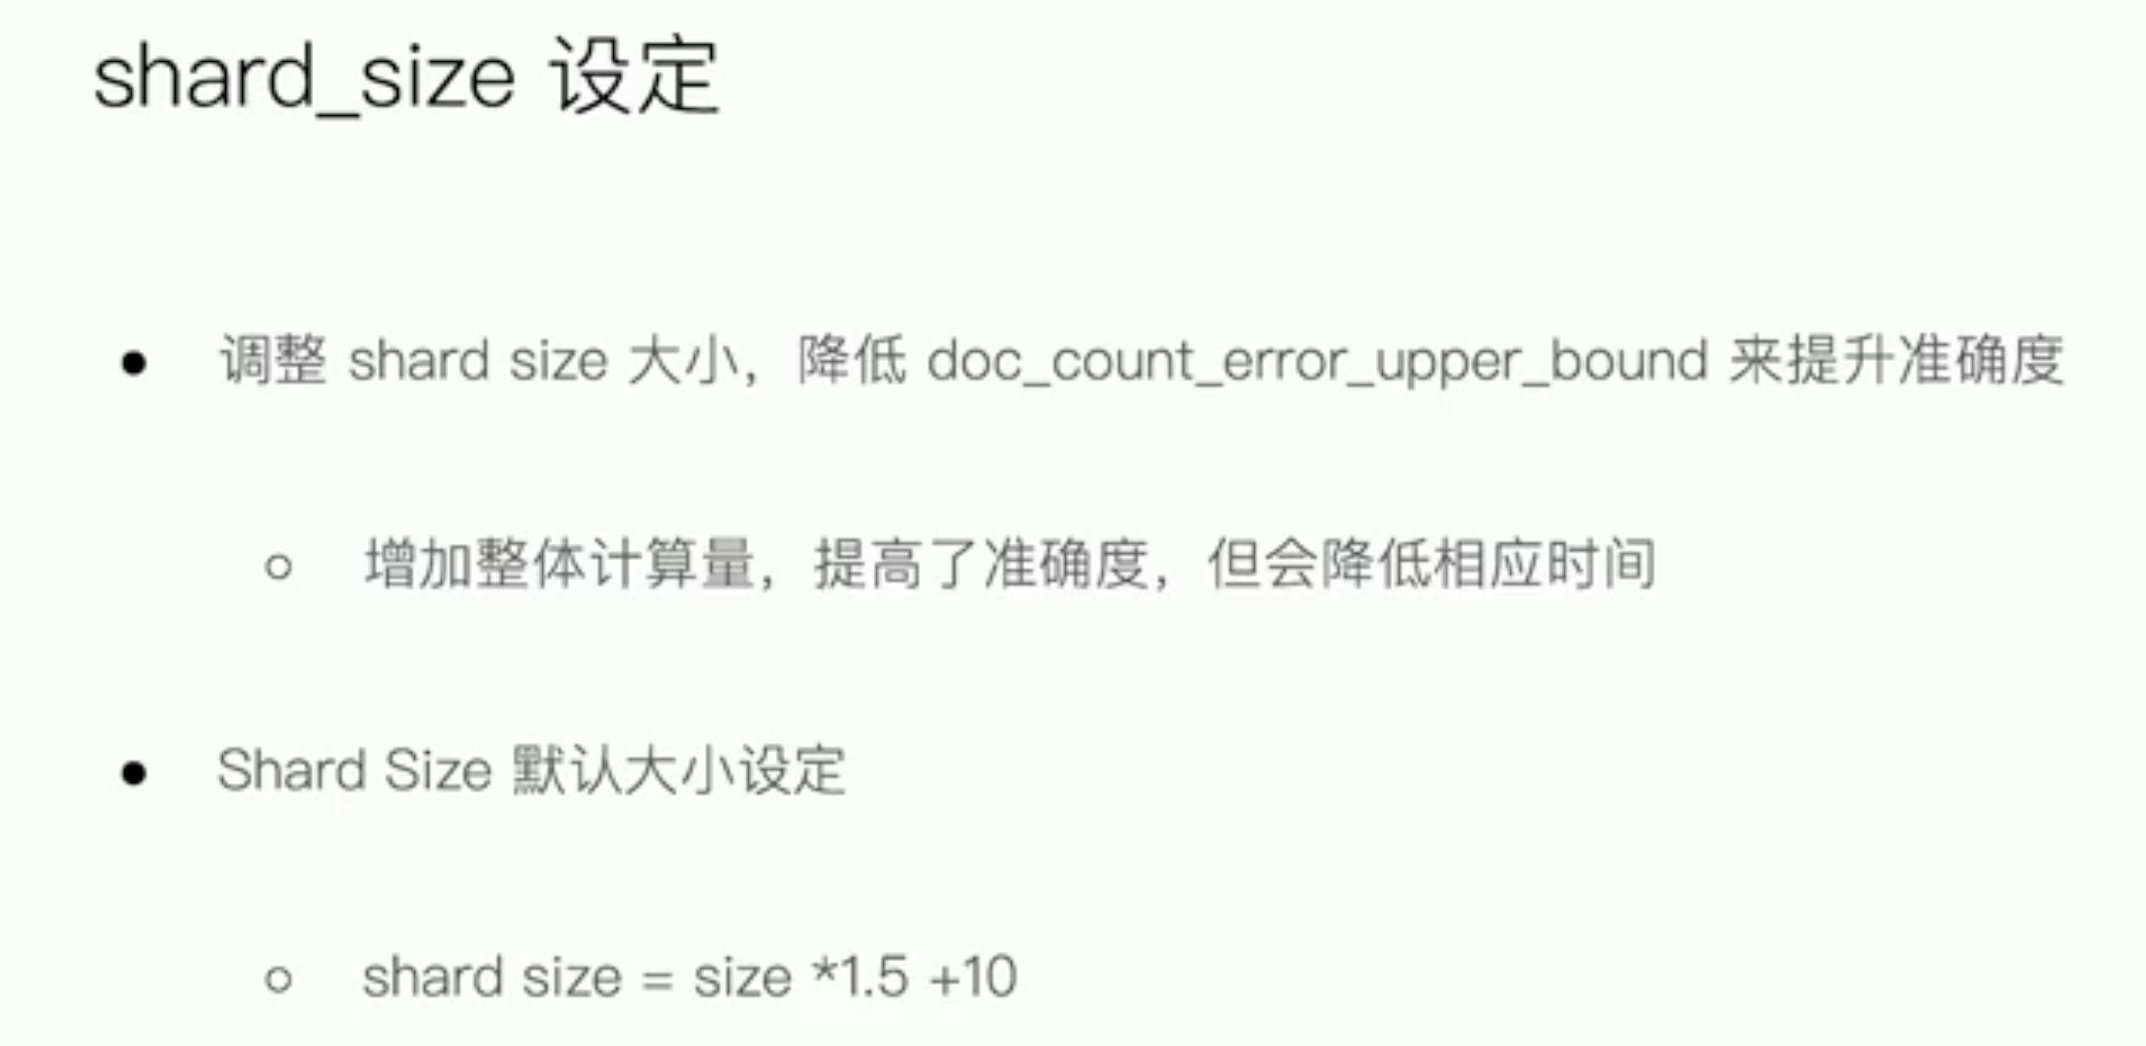 shard_size 设定
● 调整 shard size 大小，降低 doc_count_error_upper_bound 来提升准确度
○ 增加整体计算量，提高了准确度，但会降低相应时间
● Shard Size 默认大小设定
○ shard size = size *1.5 +10